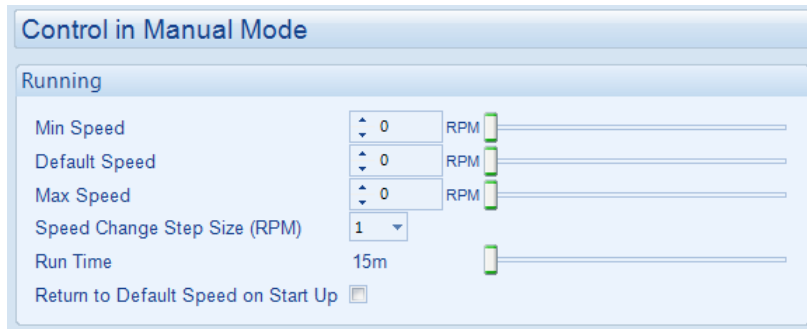 Control in Manual Mode
Running
Min Speed 0 RPM
Default Speed 0 RPM
Max Speed 0 RPM
Speed Change Step Size (RPM) 1
Run Time 15m
Return to Default Speed on Start Up